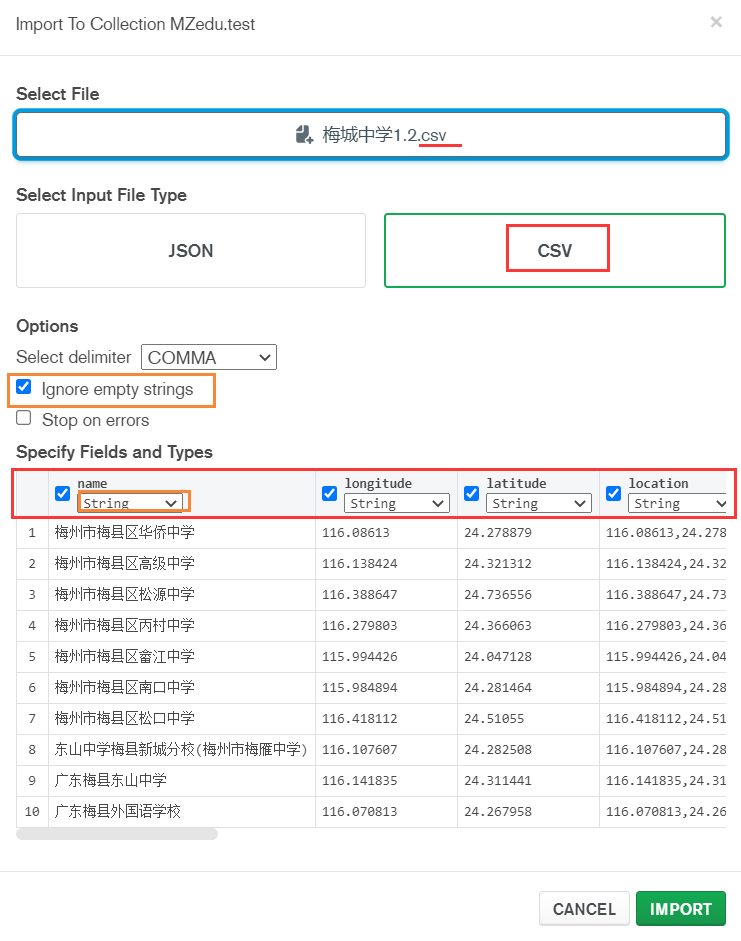 Import To Collection MZedu.test ×
Select File
梅城中学1.2.csv
Select Input File Type
JSON CSV
Options
Select delimiter COMMA
Ignore empty strings
Stop on errors
Specify Fields and Types
name longitude latitude location
String String String String
1 梅州市梅县区华侨中学 116.08613 24.278879 116.08613,24.278
2 梅州市梅县区高级中学 116.138424 24.321312 116.138424,24.32
3 梅州市梅县区松源中学 116.388647 24.736556 116.388647,24.73
4 梅州市梅县区丙村中学 116.279803 24.366063 116.279803,24.36
5 梅州市梅县区畲江中学 115.994426 24.047128 115.994426,24.04
6 梅州市梅县区南口中学 115.984894 24.281464 115.984894,24.28
7 梅州市梅县区松口中学 116.418112 24.51055 116.418112,24.51
8 东山中学梅县新城分校(梅州市梅雁中学) 116.107607 24.282508 116.107607,24.28
9 广东梅县东山中学 116.141835 24.311441 116.141835,24.31
10 广东梅县外国语学校 116.070813 24.267958 116.070813,24.26
CANCEL IMPORT